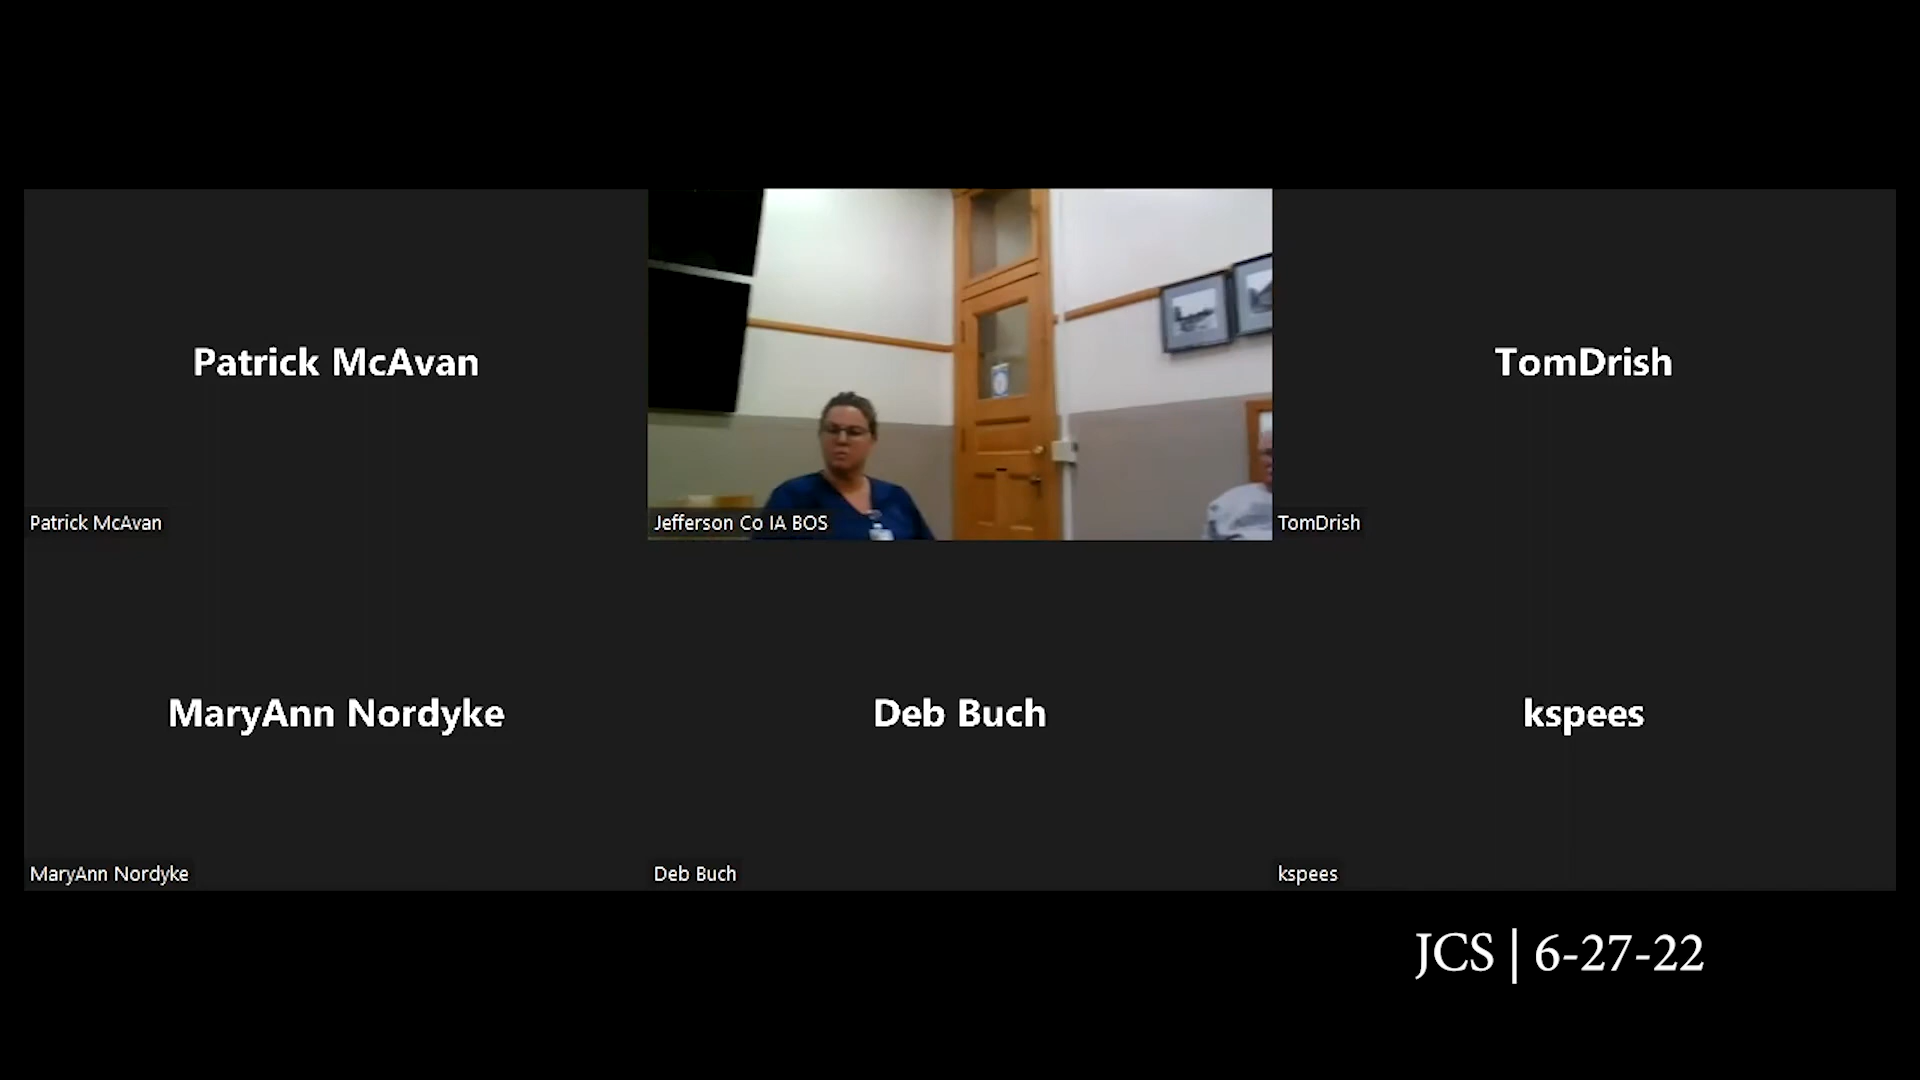 Patrick McAvan
TomDrish
Patrick McAvan
Jefferson Co IA BOS
TomDrish
MaryAnn Nordyke
Deb Buch
kspees
MaryAnn Nordyke
Deb Buch
kspees
JCS | 6-27-22